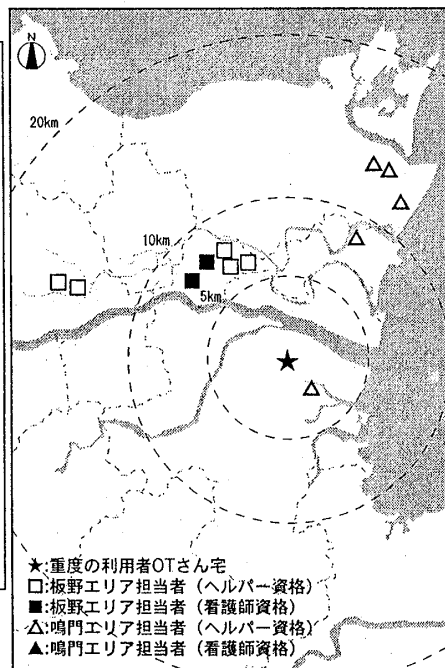 N
20km
10km
5km
★:重度の利用者OTさん宅
□:板野エリア担当者（ヘルパー資格）
■:板野エリア担当者（看護師資格）
△:鳴門エリア担当者（ヘルパー資格）
▲:鳴門エリア担当者（看護師資格）